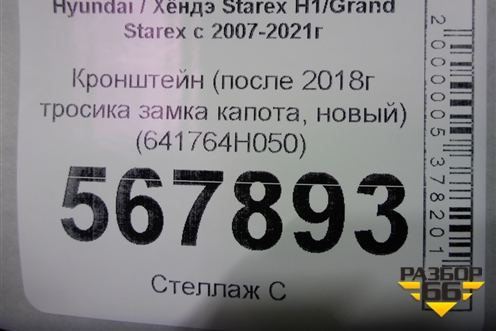 Hyundai / Хёндэ Starex H1/Grand
Starex с 2007-2021г
Кронштейн (после 2018г
тросика замка капота, новый)
(641764H050)
567893
Стеллаж С
2000005378201
РАЗБОР
66